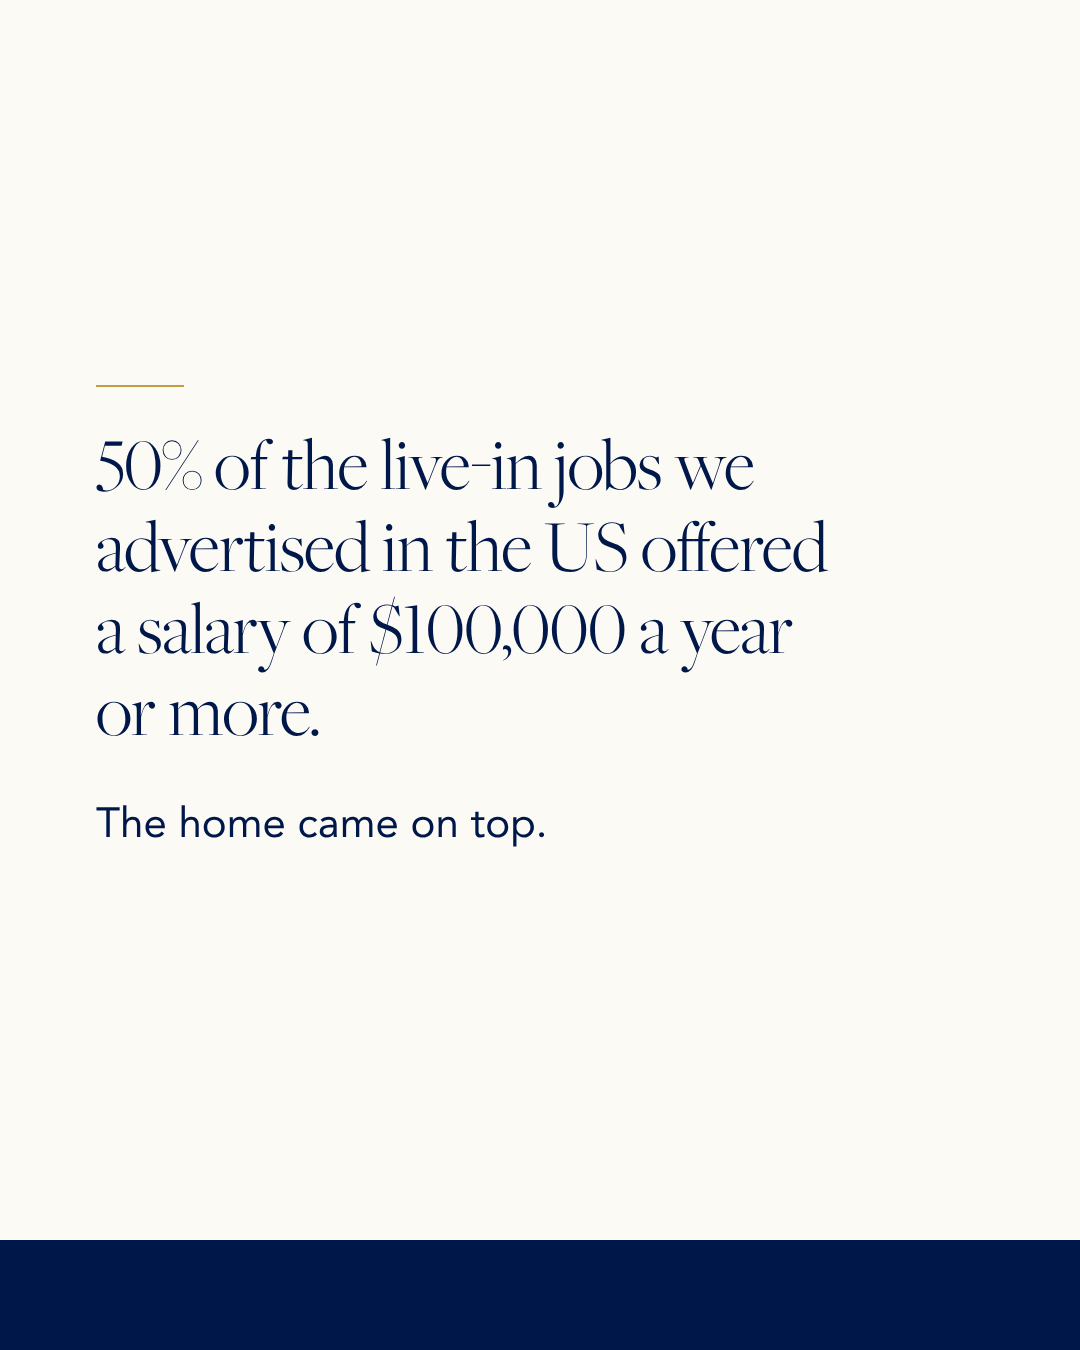 50% of the live-in jobs we
advertised in the US offered
a salary of $100,000 a year
or more.
The home came on top.